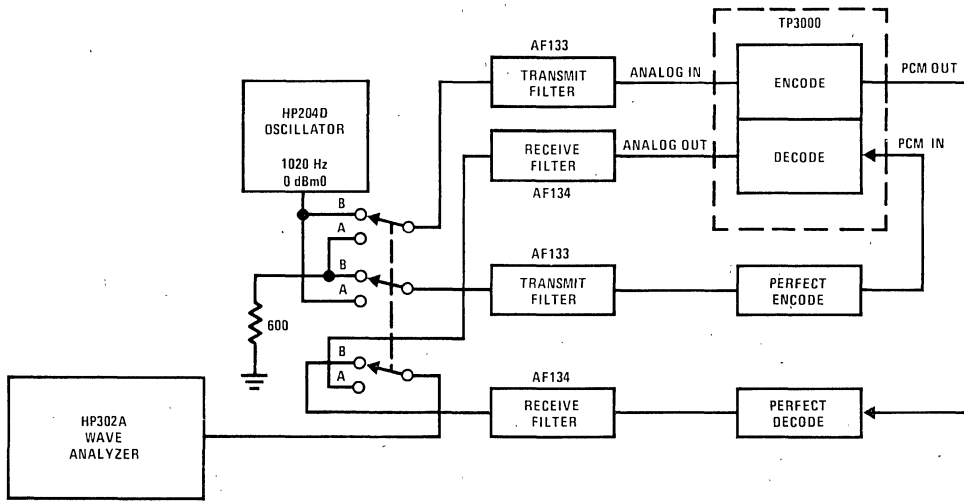 TP3000
AF133
TRANSMIT
FILTER
ANALOG IN
ENCODE
PCM OUT
HP204D
OSCILLATOR
1020 Hz
0 dBm0
RECEIVE
FILTER
ANALOG OUT
DECODE
PCM IN
AF134
B
A
B
A
600
AF133
TRANSMIT
FILTER
PERFECT
ENCODE
B
A
AF134
RECEIVE
FILTER
PERFECT
DECODE
HP302A
WAVE
ANALYZER